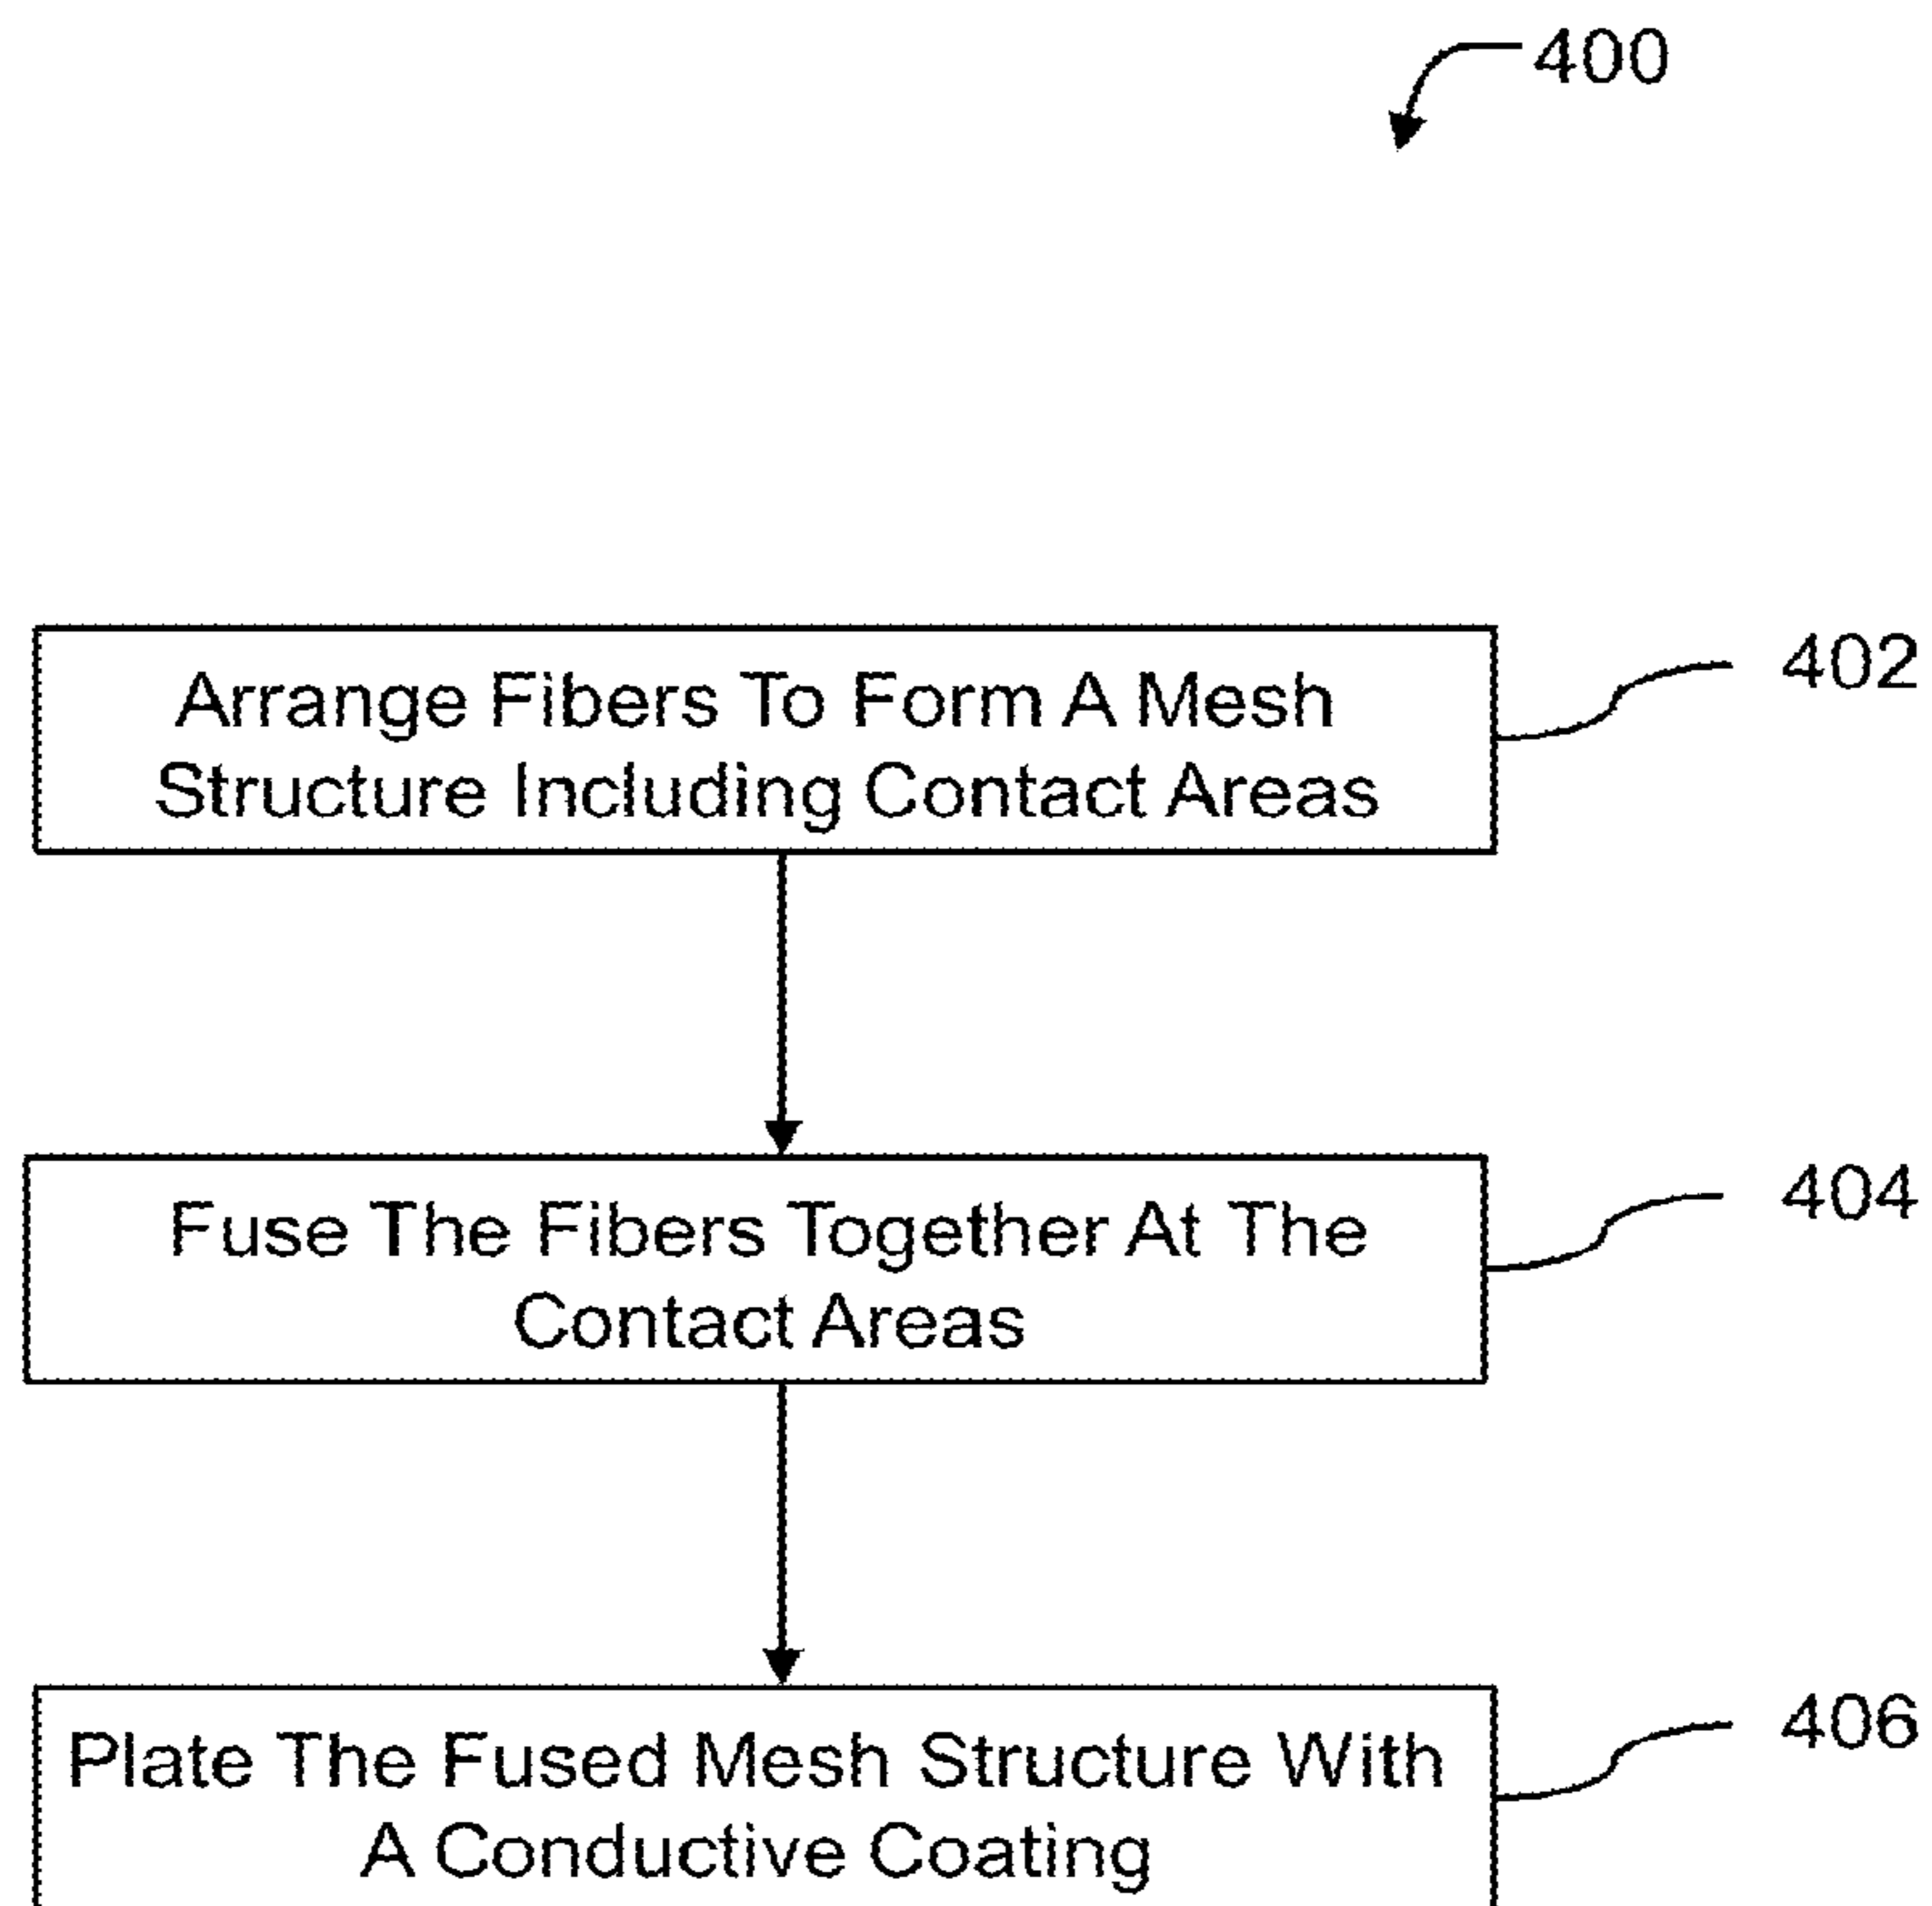 400
Arrange Fibers To Form A Mesh
Structure Including Contact Areas
402
Fuse The Fibers Together At The
Contact Areas
404
Plate The Fused Mesh Structure With
A Conductive Coating
406